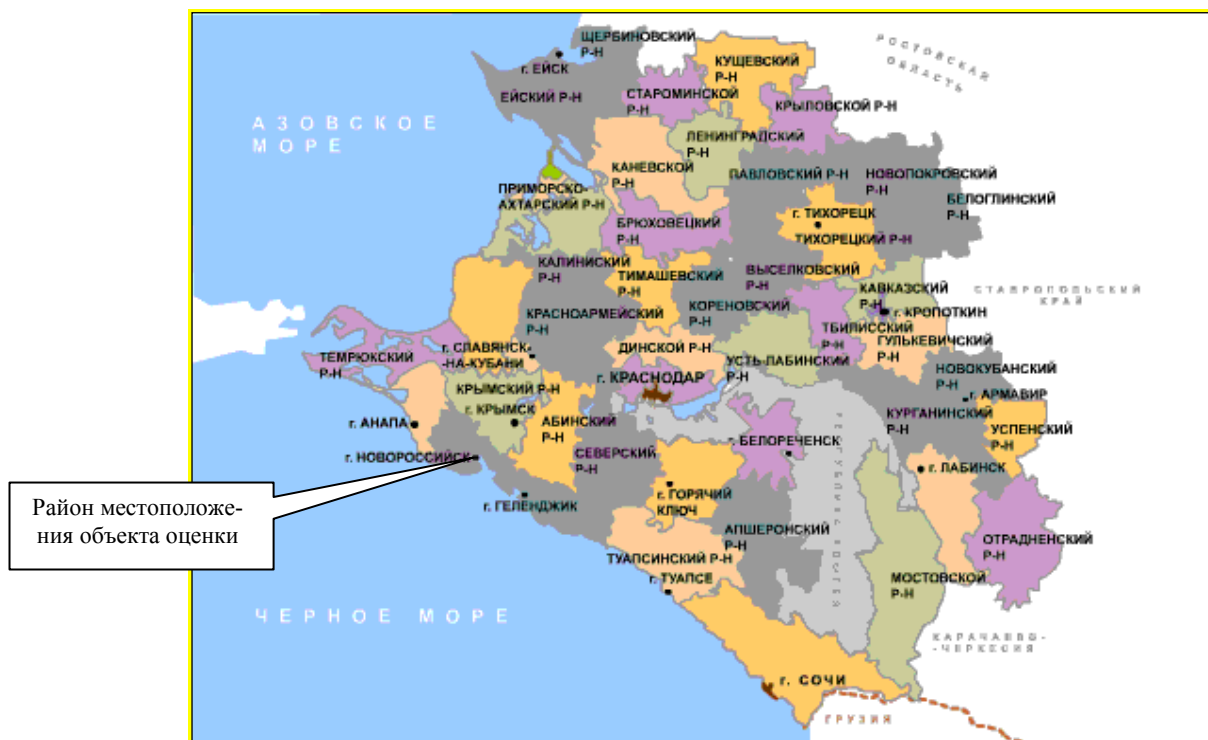 ЩЕРБИНОВСКИЙ
Р-Н
г. ЕЙСК
ЕЙСКИЙ Р-Н
КУЩЕВСКИЙ
Р-Н
РОСТОВСКАЯ
ОБЛАСТЬ
СТАРОМИНСКОЙ
Р-Н
КРЫЛОВСКОЙ Р-Н
АЗОВСКОЕ
МОРЕ
ЛЕНИНГРАДСКИЙ
Р-Н
КАНЕВСКОЙ
Р-Н
ПАВЛОВСКИЙ Р-Н
НОВОПОКРОВСКИЙ
Р-Н
БЕЛОГЛИНСКИЙ
Р-Н
ПРИМОРСКО-
АХТАРСКИЙ Р-Н
БРЮХОВЕЦКИЙ
Р-Н
г. ТИХОРЕЦК
ТИХОРЕЦКИЙ Р-Н
КАЛИНИСКИЙ
Р-Н
ТИМАШЕВСКИЙ
Р-Н
ВЫСЕЛКОВСКИЙ
Р-Н
КАВКАЗСКИЙ
Р-Н
СТАВРОПОЛЬСКИЙ
КРАЙ
г. КРОПОТКИН
КРАСНОАРМЕЙСКИЙ
Р-Н
КОРЕНОВСКИЙ
Р-Н
ТБИЛИССКИЙ
Р-Н
ГУЛЬКЕВИЧСКИЙ
Р-Н
ТЕМРЮКСКИЙ
Р-Н
г. СЛАВЯНСК-
-НА-КУБАНИ
ДИНСКОЙ Р-Н
УСТЬ-ЛАБИНСКИЙ
Р-Н
НОВОКУБАНСКИЙ
Р-Н
г. АРМАВИР
КРЫМСКИЙ Р-Н
г. КРЫМСК
г. КРАСНОДАР
г. АНАПА
АБИНСКИЙ
Р-Н
КУРГАНИНСКИЙ
Р-Н
УСПЕНСКИЙ
Р-Н
г. БЕЛОРЕЧЕНСК
г. НОВОРОССИЙСК
СЕВЕРСКИЙ
Р-Н
г. ЛАБИНСК
г. ГЕЛЕНДЖИК
г. ГОРЯЧИЙ
КЛЮЧ
Район местоположе-
ния объекта оценки
АПШЕРОНСКИЙ
Р-Н
ОТРАДНЕНСКИЙ
Р-Н
ТУАПСИНСКИЙ Р-Н
г. ТУАПСЕ
МОСТОВСКОЙ
Р-Н
ЧЕРНОЕ МОРЕ
КАРАЧАЕВО-
-ЧЕРКЕСИЯ
г. СОЧИ
ГРУЗИЯ